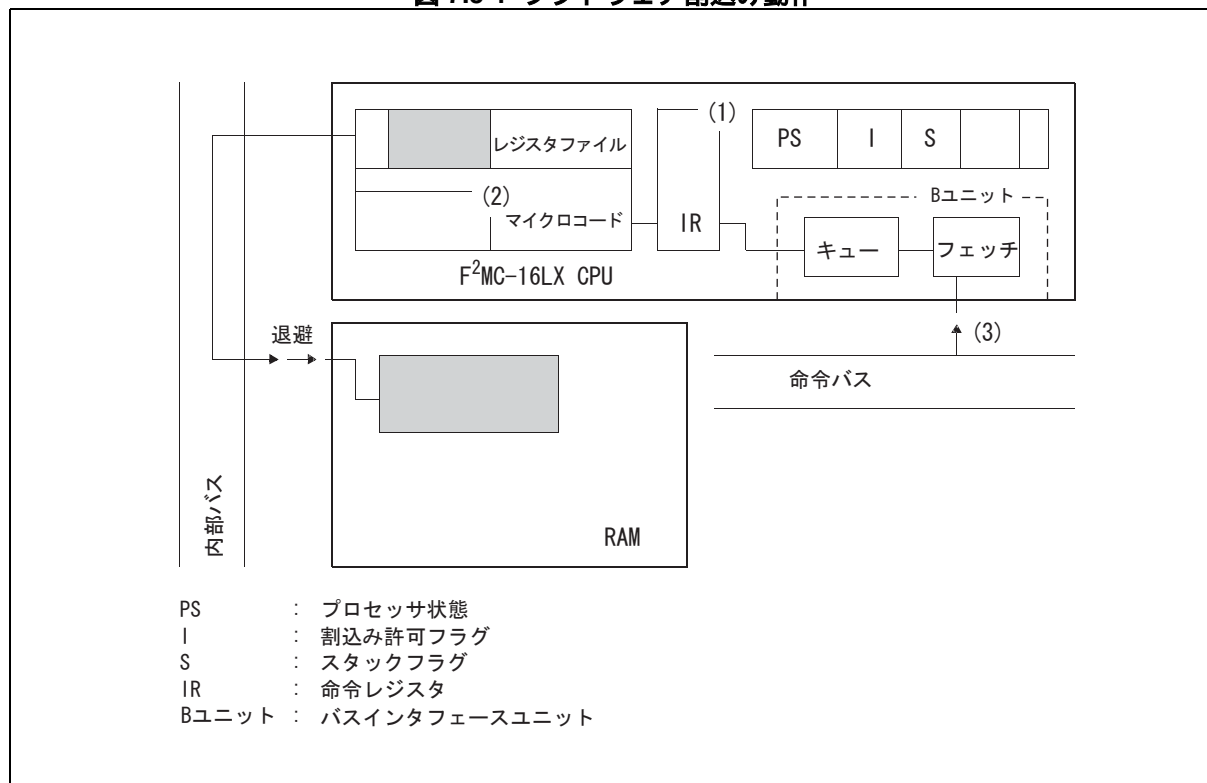 (1)
PS
I
S
レジスタファイル
Bユニット
(2)
マイクロコード
IR
キュー
フェッチ
F²MC-16LX CPU
退避
(3)
命令バス
内部バス
RAM
PS : プロセッサ状態
I : 割込み許可フラグ
S : スタックフラグ
IR : 命令レジスタ
Bユニット : バスインタフェースユニット